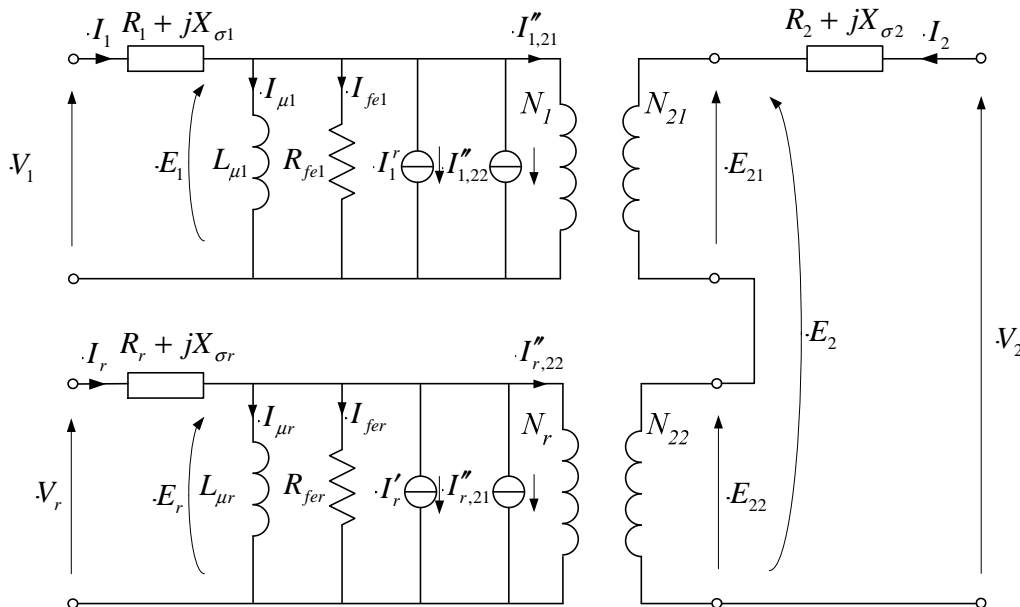 I₁ R₁ + jXσ₁ I″₁,₂₁ R₂ + jXσ₂ I₂
Iμ₁ Ife1 N₁ N₂₁
V₁ E₁ Lμ₁ Rfe1 I₁ʳ I″₁,₂₂ E₂₁
E₂ V₂
Iᵣ Rᵣ + jXσr I″r,22
Iμr Ifer Nᵣ N₂₂
Vᵣ Eᵣ Lμr Rfer I′ᵣ I″r,21 E₂₂